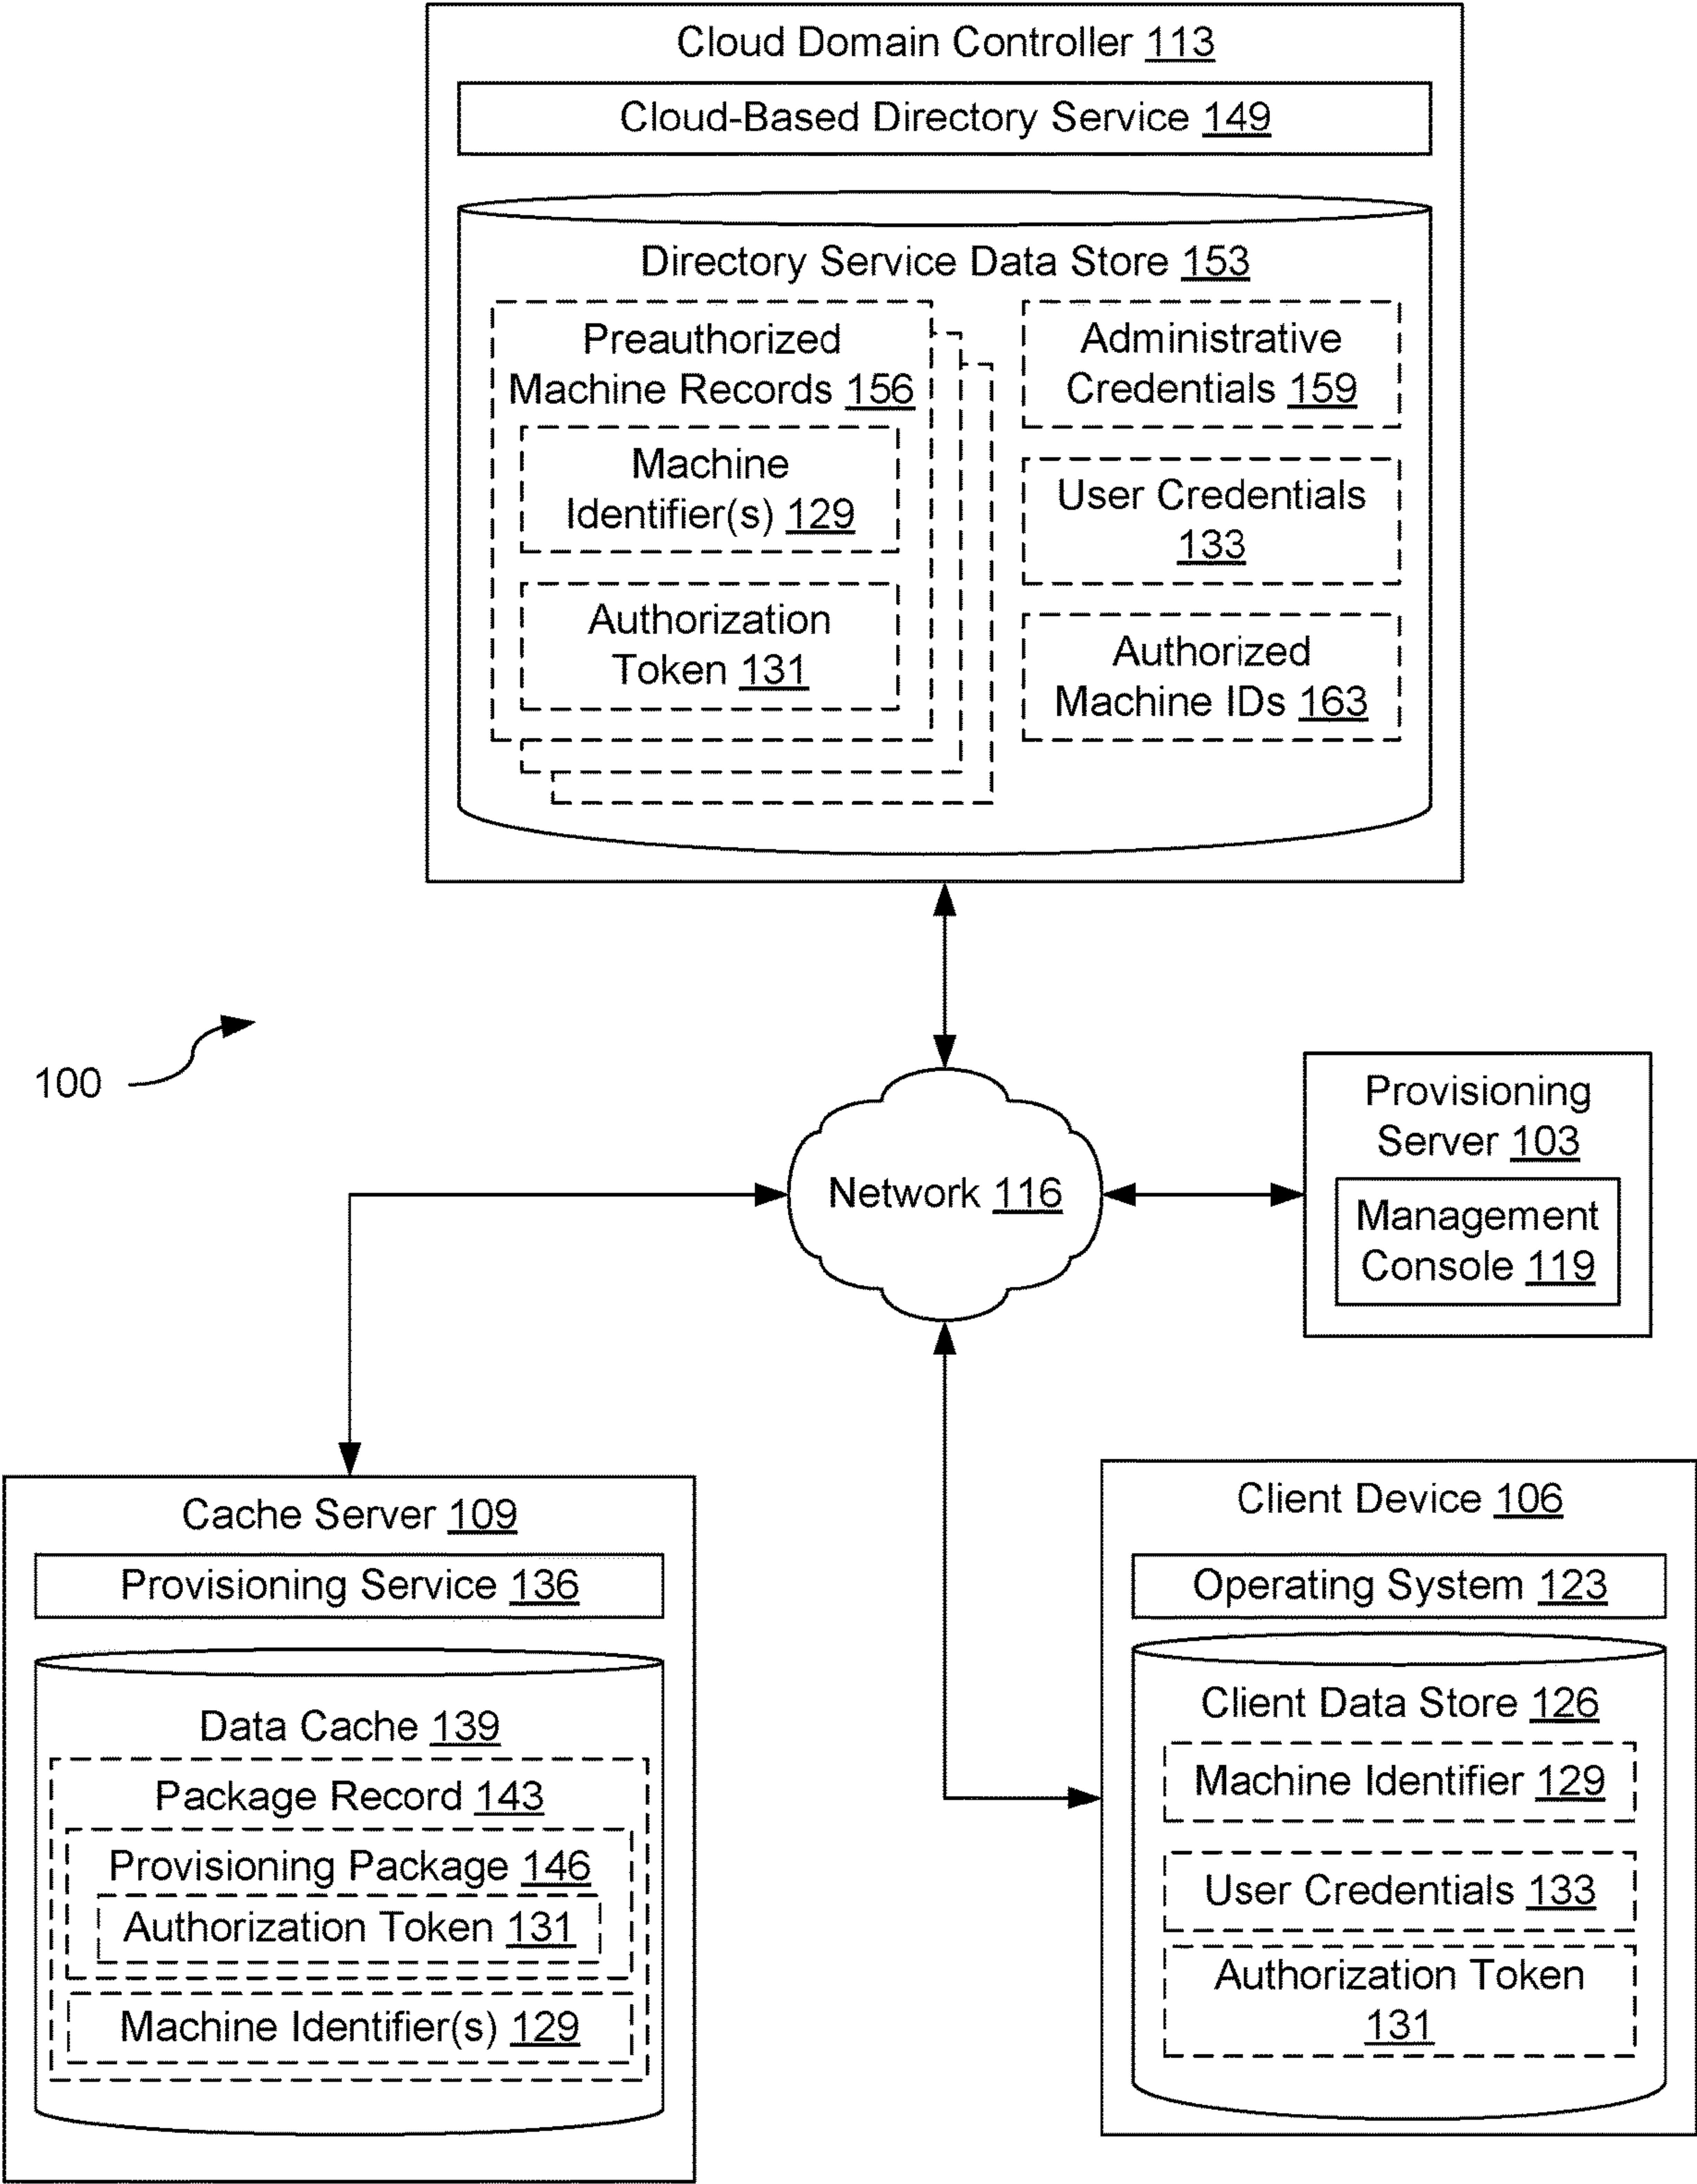 Cloud Domain Controller 113
Cloud-Based Directory Service 149
Directory Service Data Store 153
Preauthorized
Machine Records 156
Machine
Identifier(s) 129
Authorization
Token 131
Administrative
Credentials 159
User Credentials
133
Authorized
Machine IDs 163
100
Network 116
Provisioning
Server 103
Management
Console 119
Cache Server 109
Provisioning Service 136
Data Cache 139
Package Record 143
Provisioning Package 146
Authorization Token 131
Machine Identifier(s) 129
Client Device 106
Operating System 123
Client Data Store 126
Machine Identifier 129
User Credentials 133
Authorization Token
131